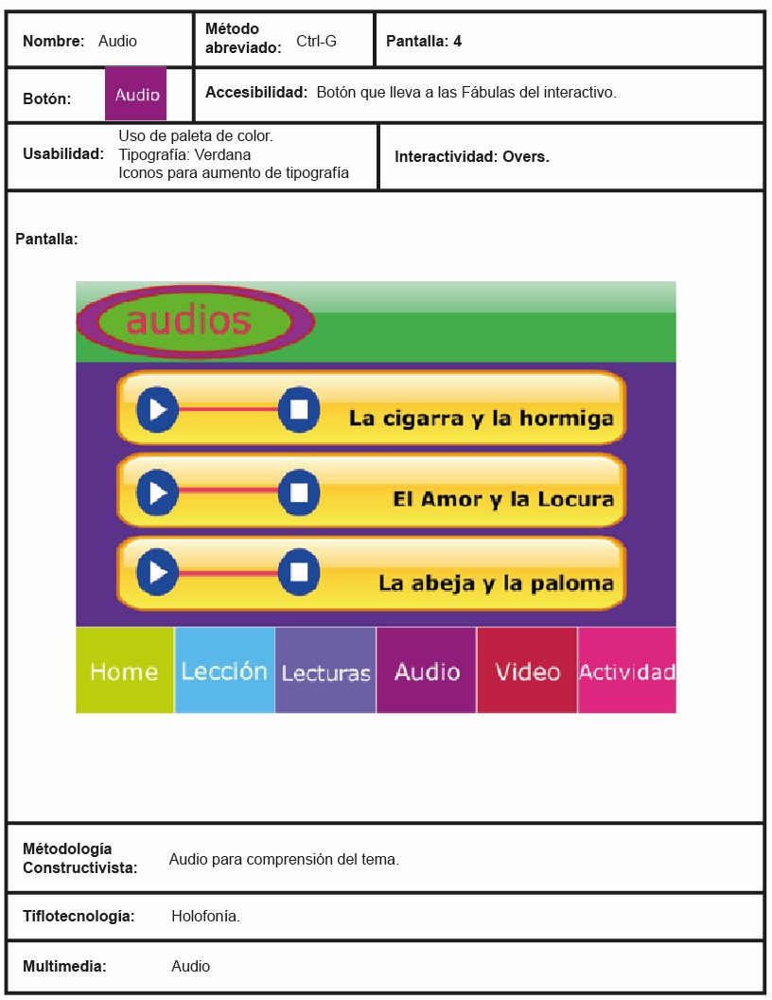 Nombre: Audio
Método
abreviado: Ctrl-G
Pantalla: 4
Botón: Audio
Accesibilidad: Botón que lleva a las Fábulas del interactivo.
Usabilidad:
Uso de paleta de color.
Tipografía: Verdana
Iconos para aumento de tipografía
Interactividad: Overs.
Pantalla:
audios
La cigarra y la hormiga
El Amor y la Locura
La abeja y la paloma
Home Lección Lecturas Audio Video Actividad
Métodología
Constructivista: Audio para comprensión del tema.
Tiflotecnología: Holofonía.
Multimedia: Audio